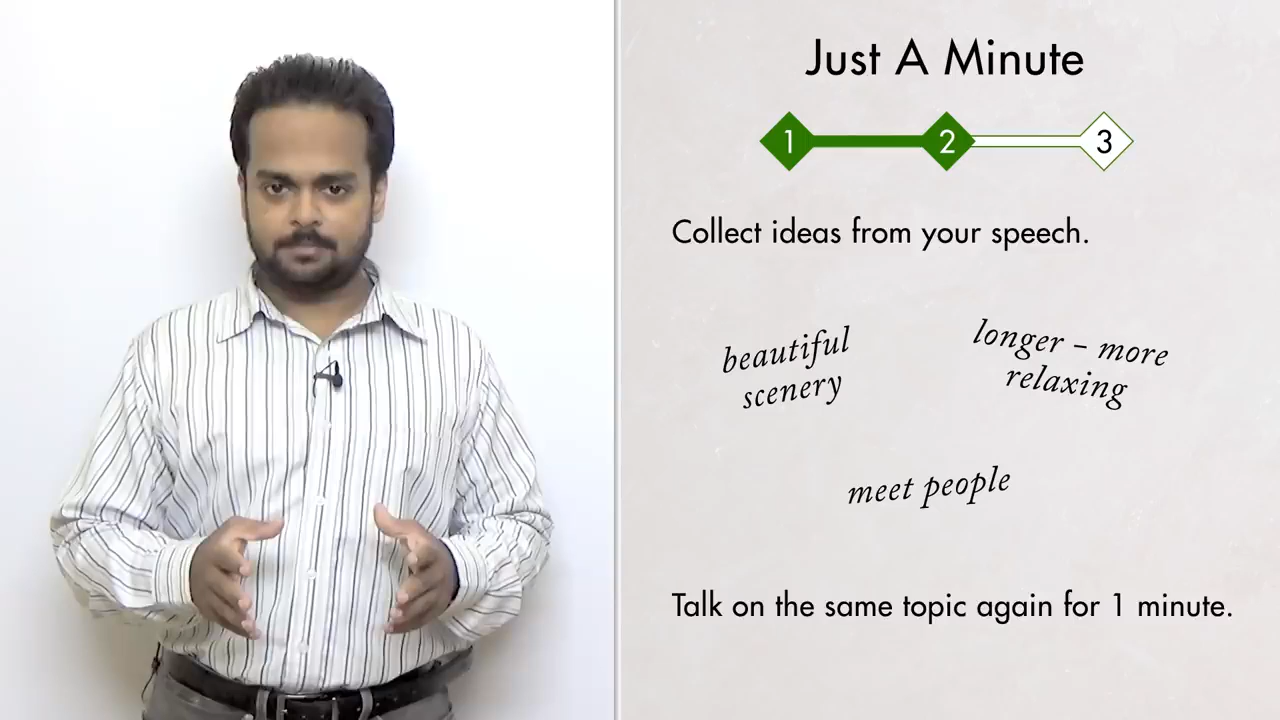 Just A Minute
1 2 3
Collect ideas from your speech.
beautiful
scenery
longer – more
relaxing
meet people
Talk on the same topic again for 1 minute.